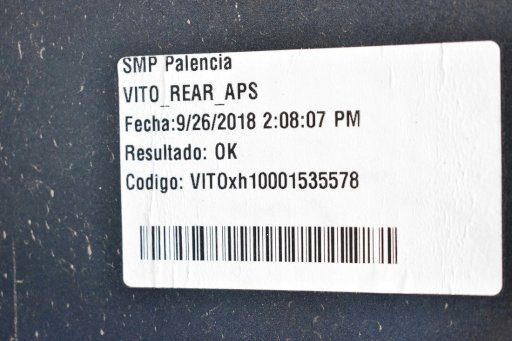 SMP Palencia
VITO_REAR_APS
Fecha:9/26/2018 2:08:07 PM
Resultado: OK
Codigo: VITOxh10001535578